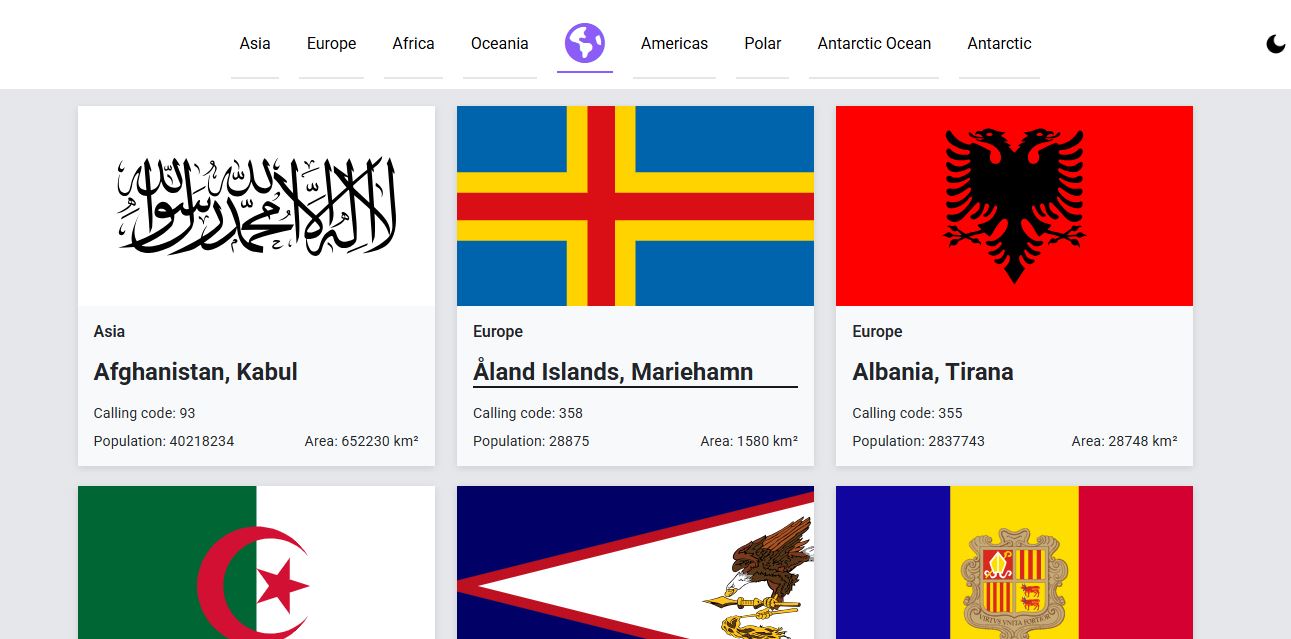 Asia Europe Africa Oceania Americas Polar Antarctic Ocean Antarctic
لا إله إلا الله محمد رسول الله
Asia
Afghanistan, Kabul
Calling code: 93
Population: 40218234 Area: 652230 km²
Europe
Åland Islands, Mariehamn
Calling code: 358
Population: 28875 Area: 1580 km²
Europe
Albania, Tirana
Calling code: 355
Population: 2837743 Area: 28748 km²
VIRTVS VNITA FORTIOR